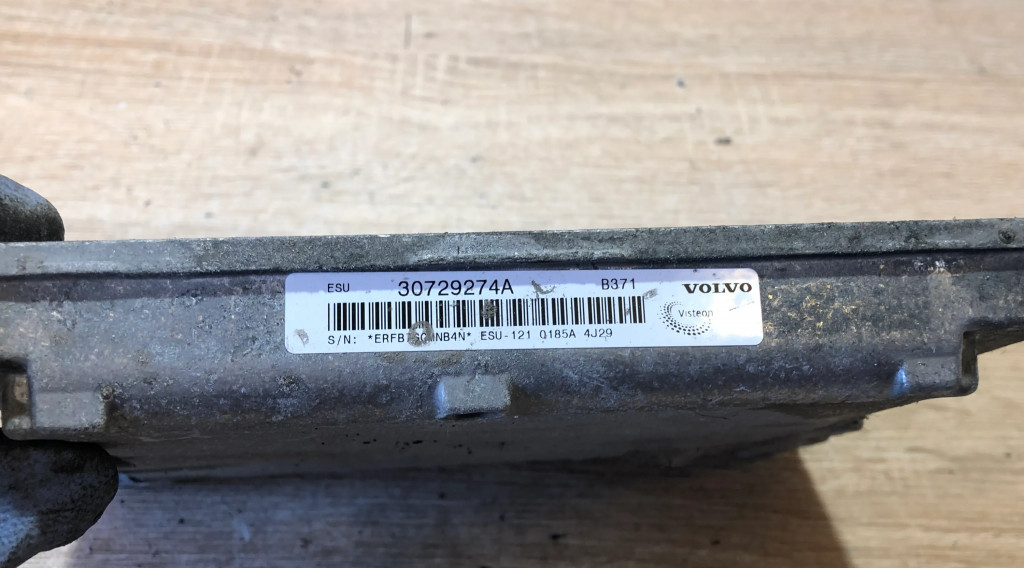 ESU 30729274A B371 VOLVO
Visteon
S/N: ESU-121 0185A 4J29